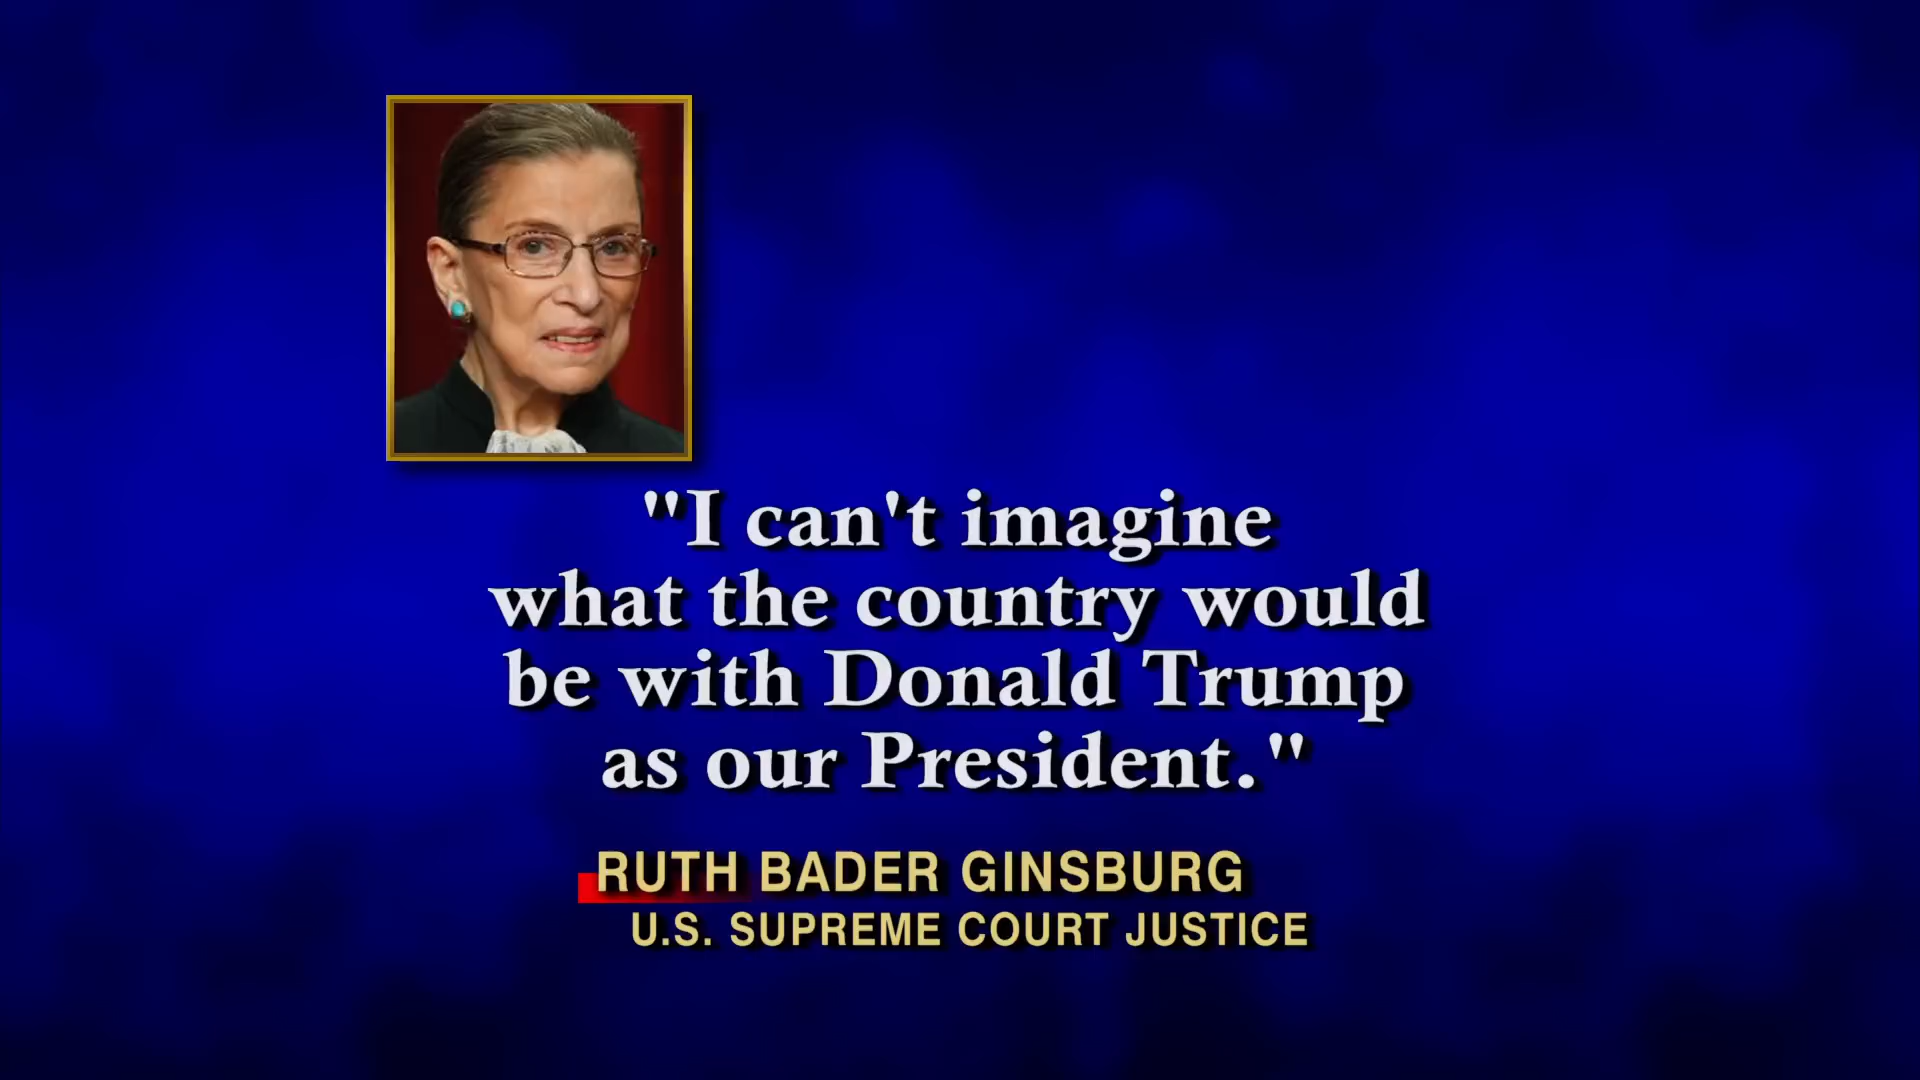 "I can't imagine
what the country would
be with Donald Trump
as our President."
RUTH BADER GINSBURG
U.S. SUPREME COURT JUSTICE